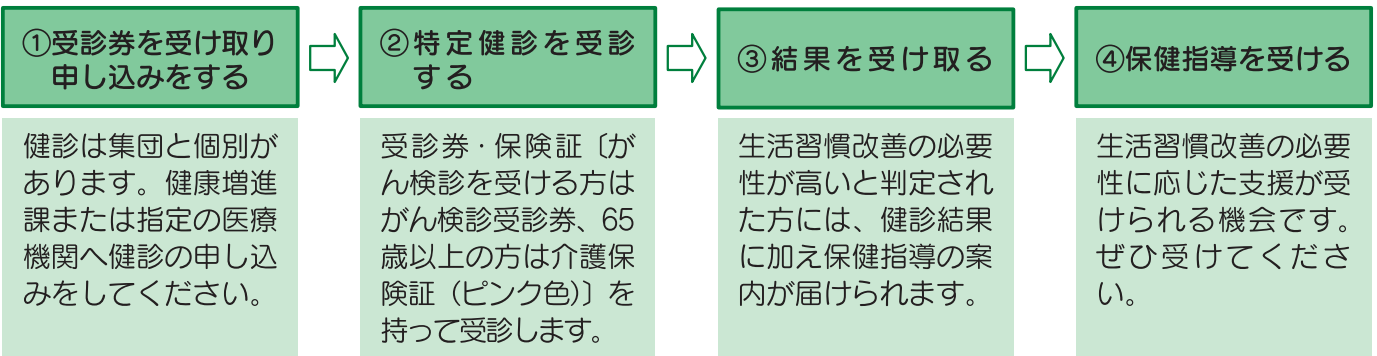 ①受診券を受け取り
申し込みをする
健診は集団と個別が
あります。健康増進
課または指定の医療
機関へ健診の申し込
みをしてください。
②特定健診を受診
する
受診券・保険証〔が
ん検診を受ける方は
がん検診受診券、65
歳以上の方は介護保
険証（ピンク色）〕を
持って受診します。
③結果を受け取る
生活習慣改善の必要
性が高いと判定され
た方には、健診結果
に加え保健指導の案
内が届けられます。
④保健指導を受ける
生活習慣改善の必要
性に応じた支援が受
けられる機会です。
ぜひ受けてくださ
い。